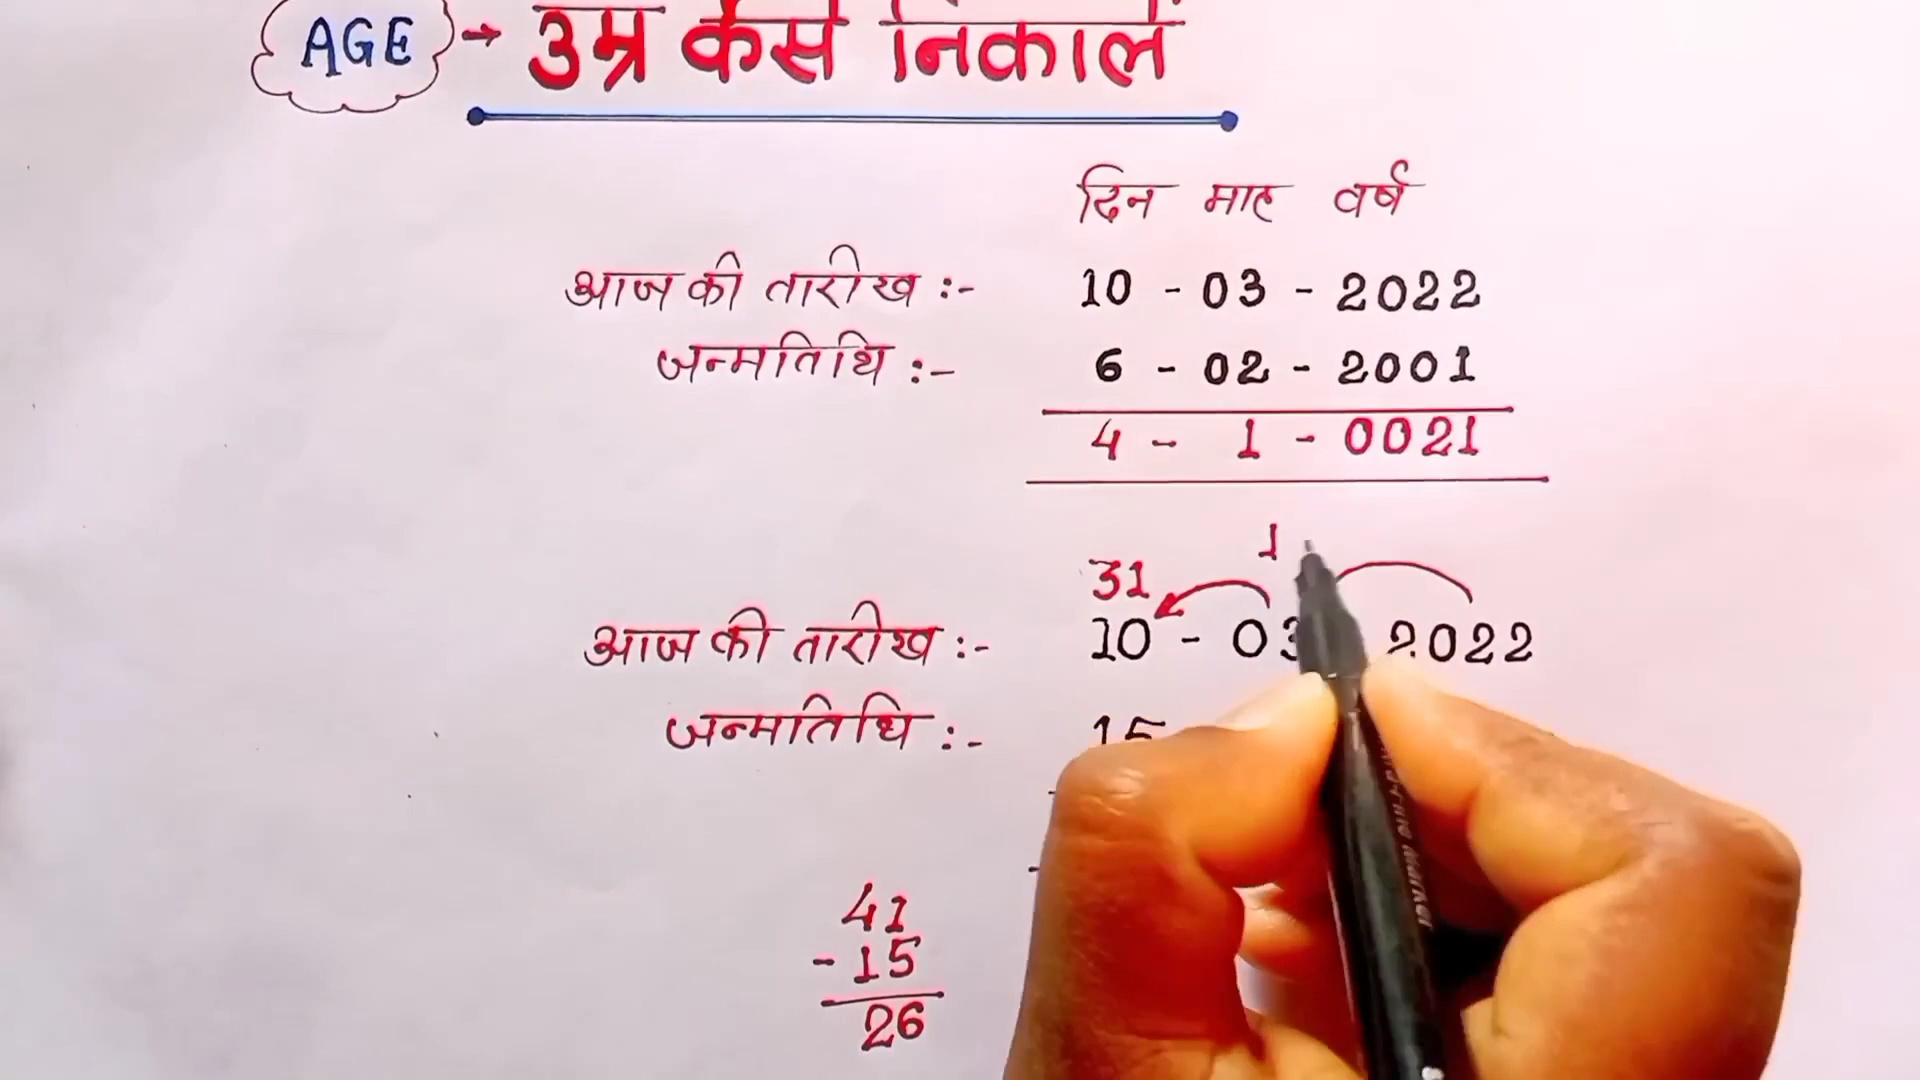 AGE → उम्र कैसे निकालें
दिन माह वर्ष
आज की तारीख :- 10 - 03 - 2022
जन्मतिथि :- 6 - 02 - 2001
4 - 1 - 0021
1
31
आज की तारीख :- 10 - 03 2022
जन्मतिथि :- 15
41
- 15
26